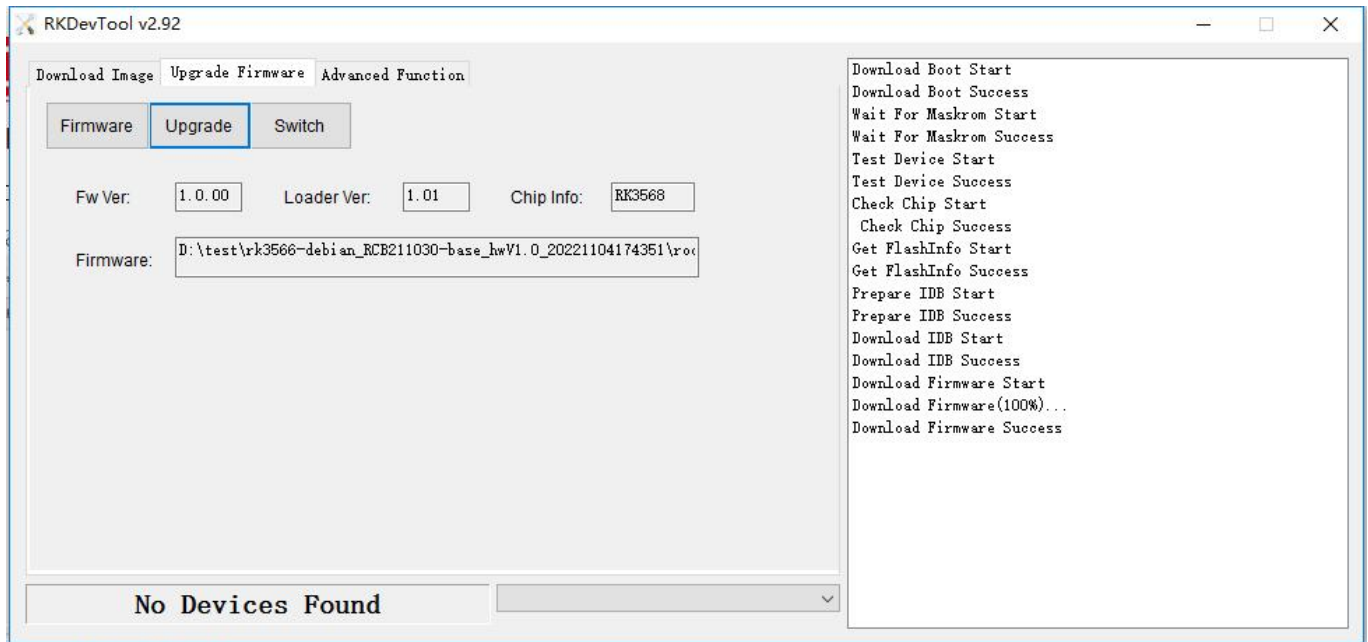 RKDevTool v2.92
Download Image Upgrade Firmware Advanced Function
Firmware Upgrade Switch
Fw Ver: 1.0.00 Loader Ver: 1.01 Chip Info: RK3568
Firmware: D:\test\rk3566-debian_RCB211030-base_hwV1.0_20221104174351\roc
No Devices Found
Download Boot Start
Download Boot Success
Wait For Maskrom Start
Wait For Maskrom Success
Test Device Start
Test Device Success
Check Chip Start
Check Chip Success
Get FlashInfo Start
Get FlashInfo Success
Prepare IDB Start
Prepare IDB Success
Download IDB Start
Download IDB Success
Download Firmware Start
Download Firmware(100%)...
Download Firmware Success